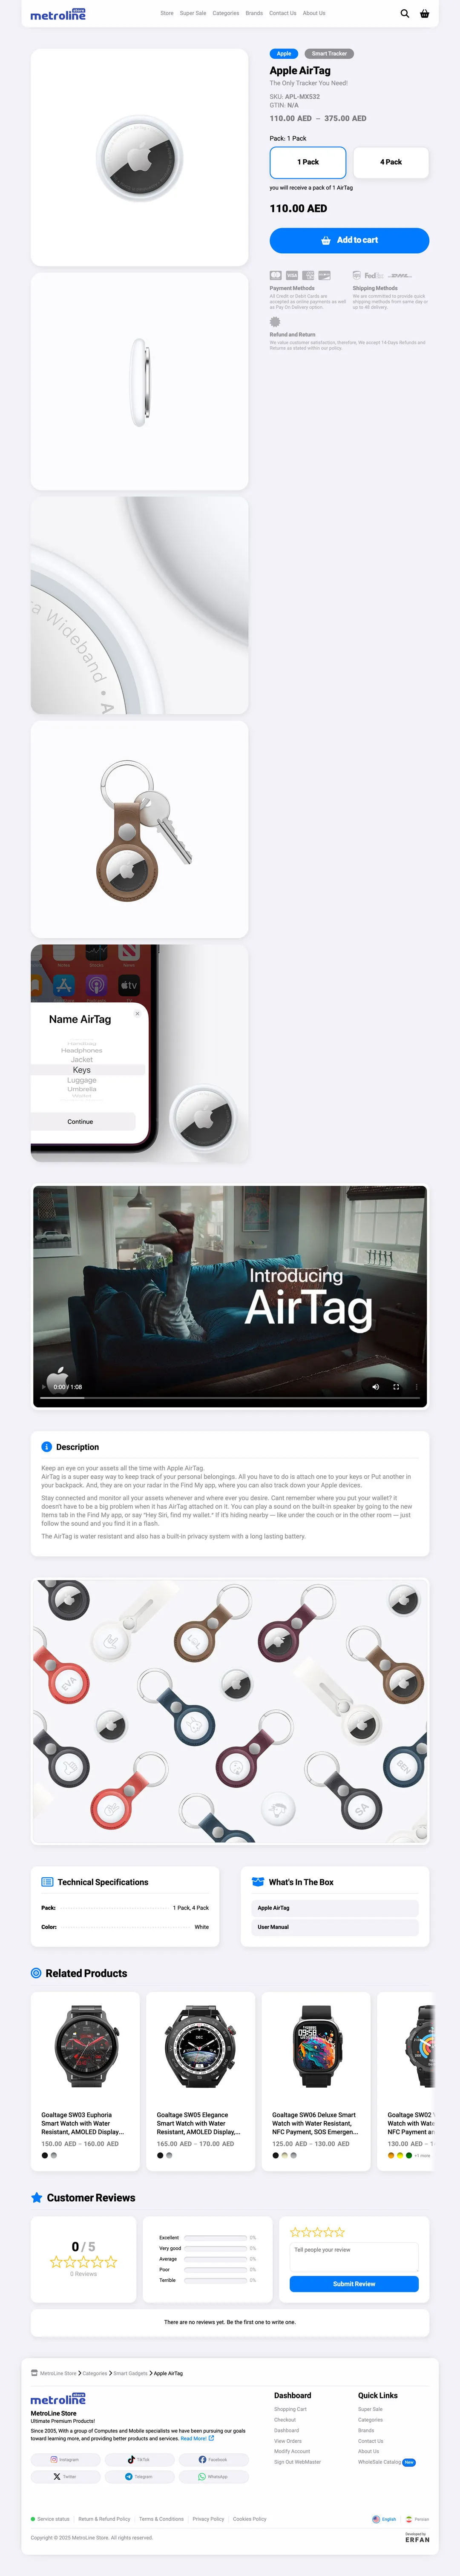 metroline store
Store Super Sale Categories Brands Contact Us About Us
Apple Smart Tracker
Apple AirTag
The Only Tracker You Need!
SKU: APL-MX532
GTIN: N/A
110.00 AED – 375.00 AED
Pack: 1 Pack
1 Pack
4 Pack
you will receive a pack of 1 AirTag
110.00 AED
Add to cart
VISA
FedEx
Payment Methods
All Credit or Debit Cards are
accepted as online payments as well
as Pay On Delivery option.
Shipping Methods
We are committed to provide quick
shipping methods from same day or
up to 48 delivery
Refund and Return
We value customer satisfaction, therefore, We accept 14 Days Refunds and
Returns as stated within our policy.
ra Wideband • A
tv
Name AirTag
Headphones
Jacket
Keys
Luggage
Umbrella
Continue
Introducing
AirTag
0:00 / 1:08
Description
Keep an eye on your assets all the time with Apple AirTag.
AirTag is a super easy way to keep track of your personal belongings. All you have to do is attach one to your keys or Put another in
your backpack. And, they are on your radar in the Find My app, where you can also track down your Apple devices.
Stay connected and monitor all your assets whenever and where ever you desire. Cant remember where you put your wallet? it
doesn't have to be a big problem when it has AirTag attached on it. You can play a sound on the built-in speaker by going to the new
items tab in the Find My app, or say "Hey Siri, find my wallet." If it's hiding nearby — like under the couch or in the other room — just
follow the sound and you find it in a flash.
The AirTag is water resistant and also has a built-in privacy system with a long lasting battery.
LOL
EVA
BEN
SA
Technical Specifications
Pack: 1 Pack, 4 Pack
Color: White
What's In The Box
Apple AirTag
User Manual
Related Products
09:58
Goaltage SW03 Euphoria
Smart Watch with Water
Resistant, AMOLED Display...
150.00 AED – 160.00 AED
Goaltage SW05 Elegance
Smart Watch with Water
Resistant, AMOLED Display,...
165.00 AED – 170.00 AED
Goaltage SW06 Deluxe Smart
Watch with Water Resistant,
NFC Payment, SOS Emergen...
125.00 AED – 130.00 AED
Goaltage SW02
Watch with Wat
NFC Payment a
130.00 AED – 1
+1 more
Customer Reviews
0 / 5
0 Reviews
Excellent 0%
Very good 0%
Average 0%
Poor 0%
Terrible 0%
Tell people your review
Submit Review
There are no reviews yet. Be the first one to write one.
MetroLine Store Categories Smart Gadgets Apple AirTag
metroline store
MetroLine Store
Ultimate Premium Products!
Since 2005, With a group of Computes and Mobile specialists we have been pursuing our goals
toward learning more, and providing better products and services. Read More!
Instagram TikTok Facebook
Twitter Telegram WhatsApp
Dashboard
Shopping Cart
Checkout
Dashboard
View Orders
Modify Account
Sign Out WebMaster
Quick Links
Super Sale
Categories
Brands
Contact Us
About Us
WholeSale Catalog New
Service status Return & Refund Policy Terms & Conditions Privacy Policy Cookies Policy
English Persian
Copyright © 2025 MetroLine Store. All rights reserved.
Developed by
ERFAN